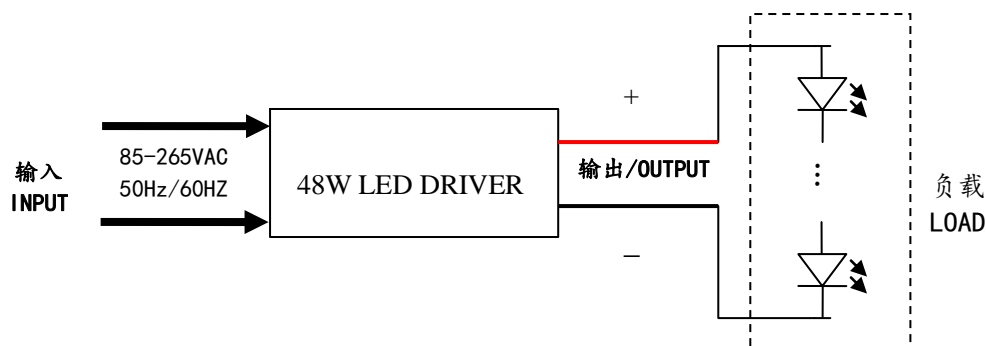 输入
INPUT
85-265VAC
50Hz/60HZ
48W LED DRIVER
+
输出/OUTPUT
−
⋮
负载
LOAD